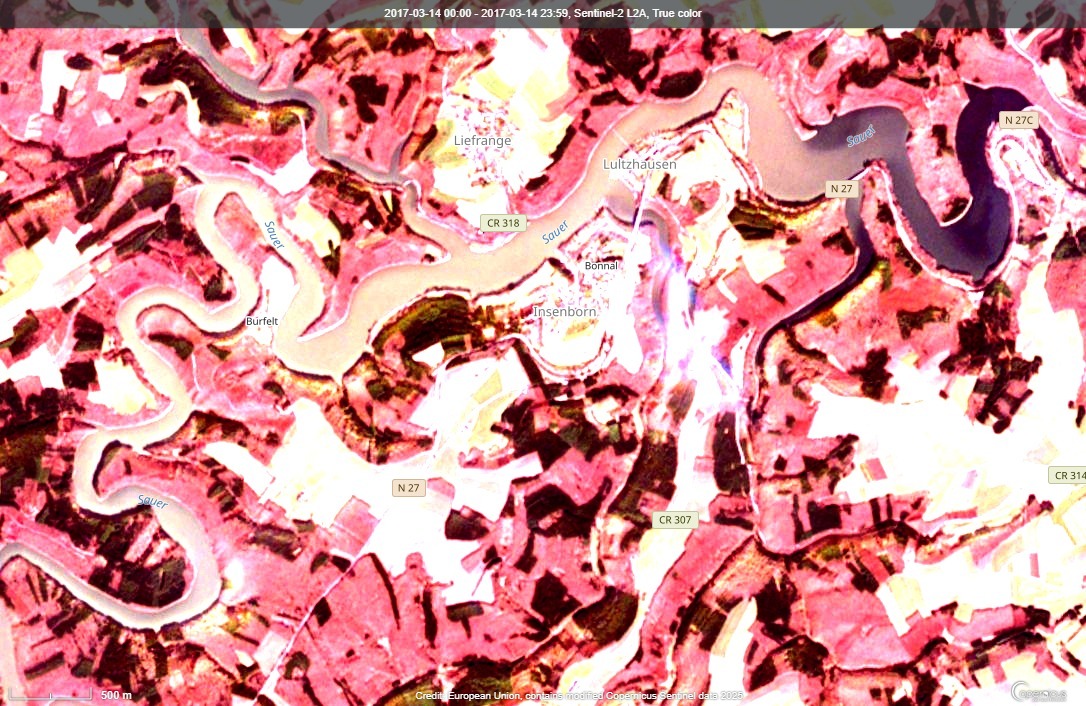 2017-03-14 00:00 - 2017-03-14 23:59, Sentinel-2 L2A, True color
N 27C
Sauer
Liefrange
Lultzhausen
N 27
CR 318
Sauer
Sauer
Bonnal
Insenborn
Burfelt
CR 314
N 27
Sauer
CR 307
500 m
Credit: European Union, contains modified Copernicus Sentinel data 2025
opernicus